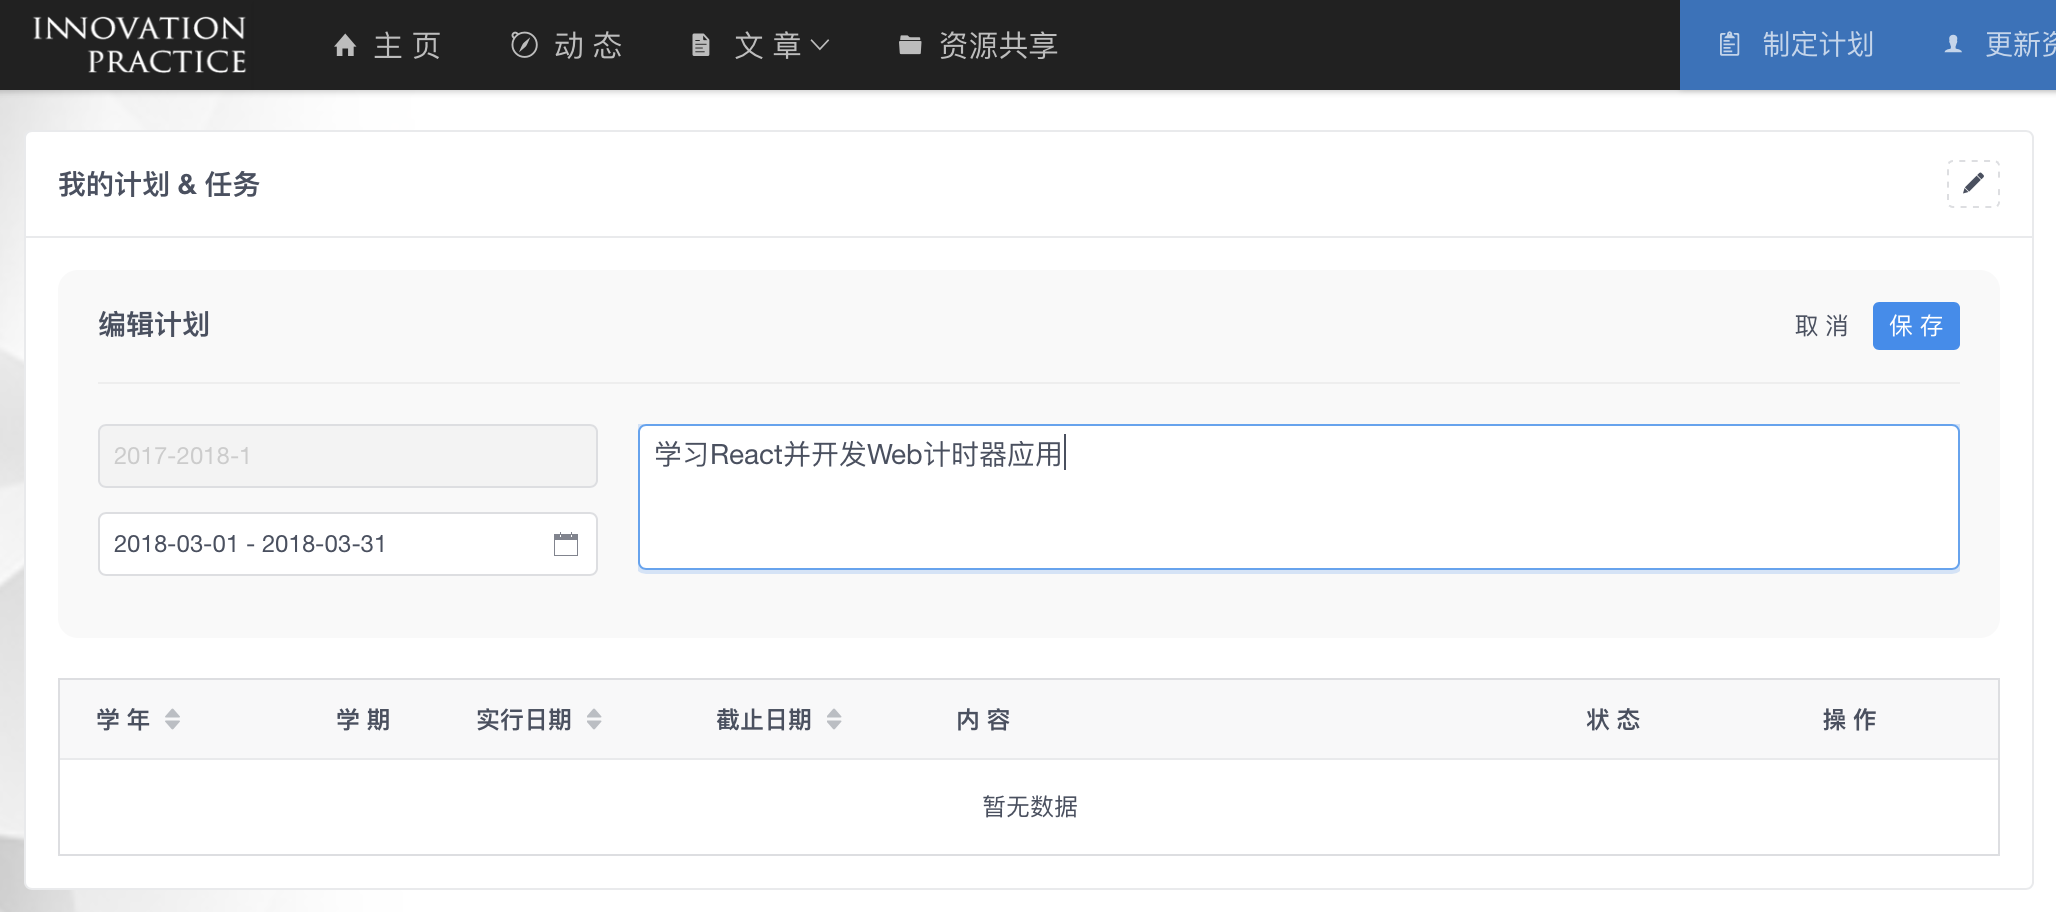 INNOVATION
PRACTICE
主 页
动 态
文 章
资源共享
制定计划
更新资
我的计划 & 任务
编辑计划
取 消
保 存
2017-2018-1
学习React并开发Web计时器应用
2018-03-01 - 2018-03-31
学 年
学 期
实行日期
截止日期
内 容
状 态
操 作
暂无数据